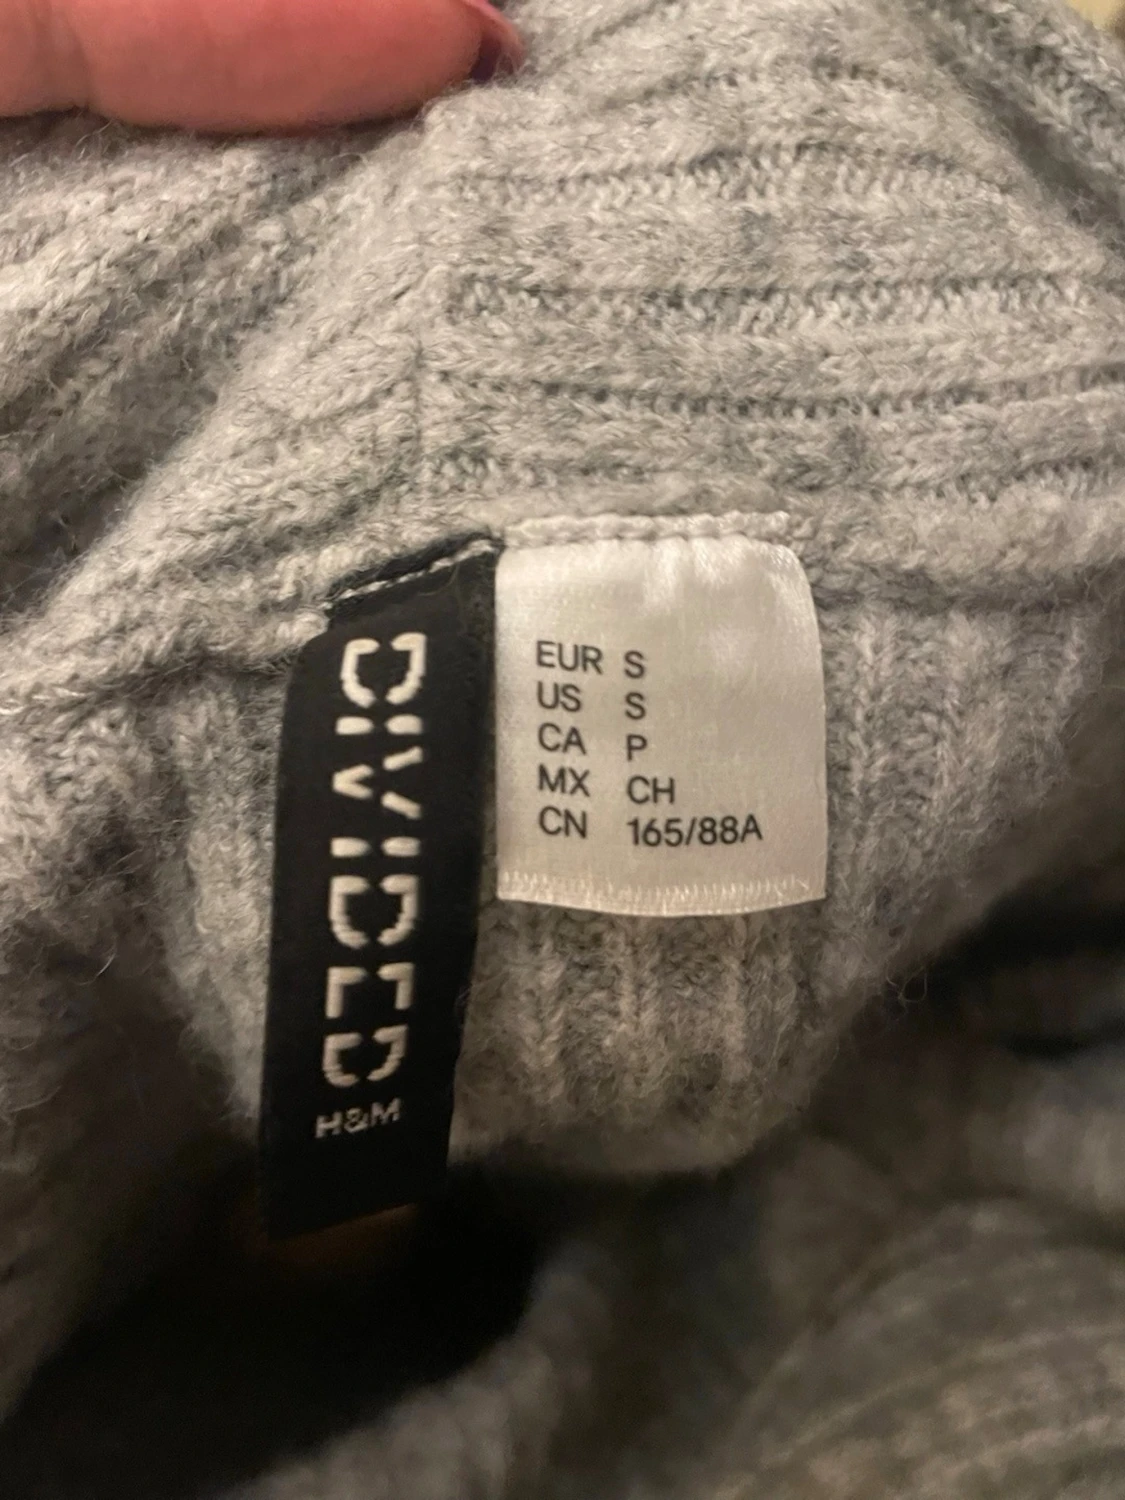 DIVIDED
H&M
EUR S
US S
CA P
MX CH
CN 165/88A